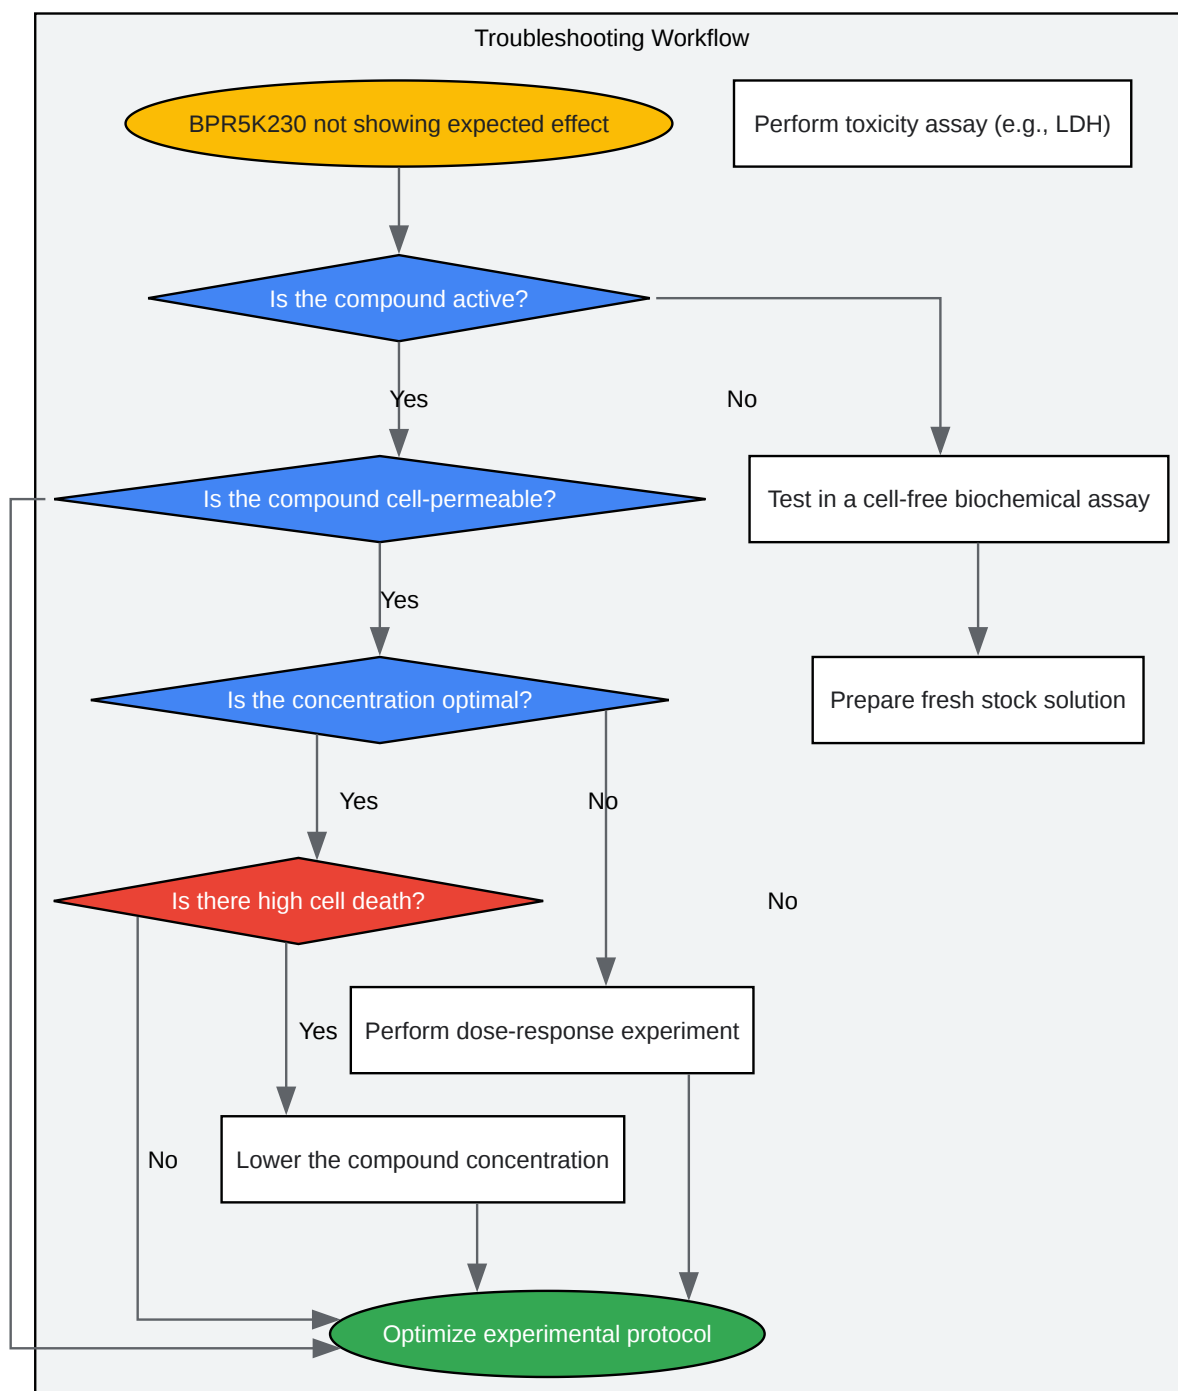 Troubleshooting Workflow
BPR5K230 not showing expected effect
Perform toxicity assay (e.g., LDH)
Is the compound active?
Yes
No
Is the compound cell-permeable?
Test in a cell-free biochemical assay
Yes
Is the concentration optimal?
Prepare fresh stock solution
Yes
No
Is there high cell death?
No
Yes
Perform dose-response experiment
No
Lower the compound concentration
Optimize experimental protocol